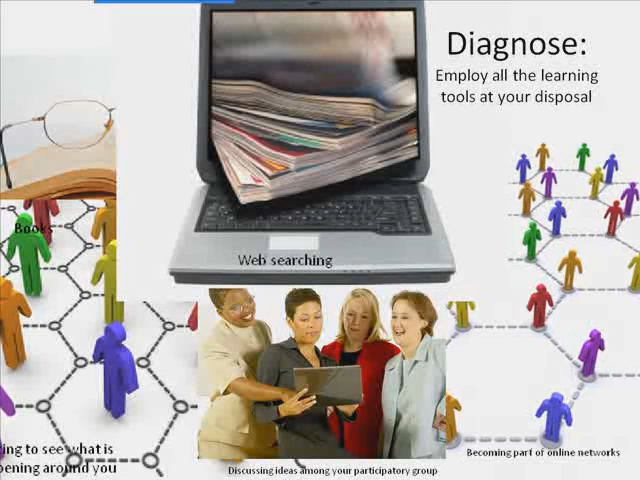 Diagnose:
Employ all the learning
tools at your disposal
Books
Web searching
ing to see what is
pening around you
Discussing ideas among your participatory group
Becoming part of online networks